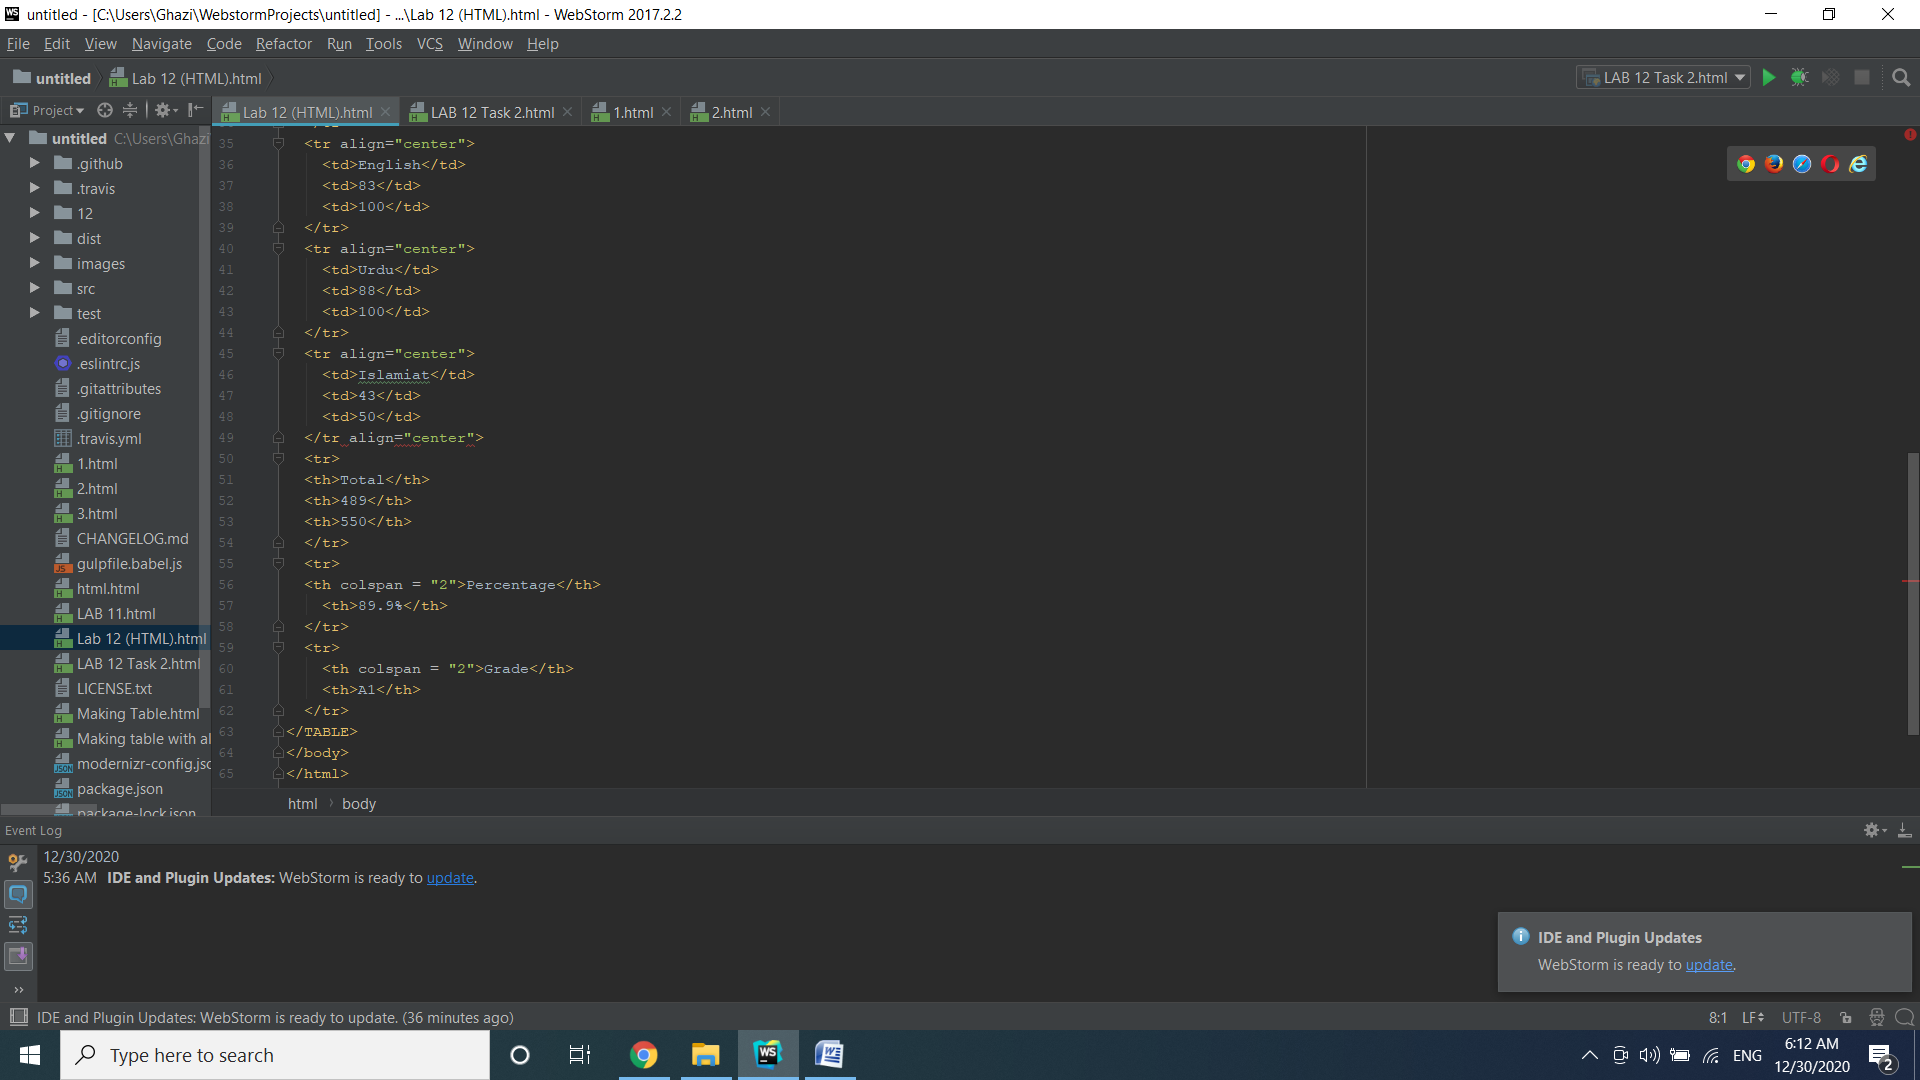 untitled - [C:\Users\Ghazi\WebstormProjects\untitled] - ...\Lab 12 (HTML).html - WebStorm 2017.2.2
File Edit View Navigate Code Refactor Run Tools VCS Window Help
untitled Lab 12 (HTML).html LAB 12 Task 2.html
Project Lab 12 (HTML).html LAB 12 Task 2.html 1.html 2.html
untitled C:\Users\Ghazi
.github
.travis
12
dist
images
src
test
.editorconfig
.eslintrc.js
.gitattributes
.gitignore
.travis.yml
1.html
2.html
3.html
CHANGELOG.md
gulpfile.babel.js
html.html
LAB 11.html
Lab 12 (HTML).html
LAB 12 Task 2.html
LICENSE.txt
Making Table.html
Making table with al
modernizr-config.jsc
package.json
package-lock.json
35 <tr align="center">
36 <td>English</td>
37 <td>83</td>
38 <td>100</td>
39 </tr>
40 <tr align="center">
41 <td>Urdu</td>
42 <td>88</td>
43 <td>100</td>
44 </tr>
45 <tr align="center">
46 <td>Islamiat</td>
47 <td>43</td>
48 <td>50</td>
49 </tr align="center">
50 <tr>
51 <th>Total</th>
52 <th>489</th>
53 <th>550</th>
54 </tr>
55 <tr>
56 <th colspan = "2">Percentage</th>
57 <th>89.9%</th>
58 </tr>
59 <tr>
60 <th colspan = "2">Grade</th>
61 <th>A1</th>
62 </tr>
63 </TABLE>
64 </body>
65 </html>
html body
Event Log
12/30/2020
5:36 AM IDE and Plugin Updates: WebStorm is ready to update.
IDE and Plugin Updates
WebStorm is ready to update.
IDE and Plugin Updates: WebStorm is ready to update. (36 minutes ago) 8:1 LF UTF-8
Type here to search
ENG
6:12 AM
12/30/2020
2